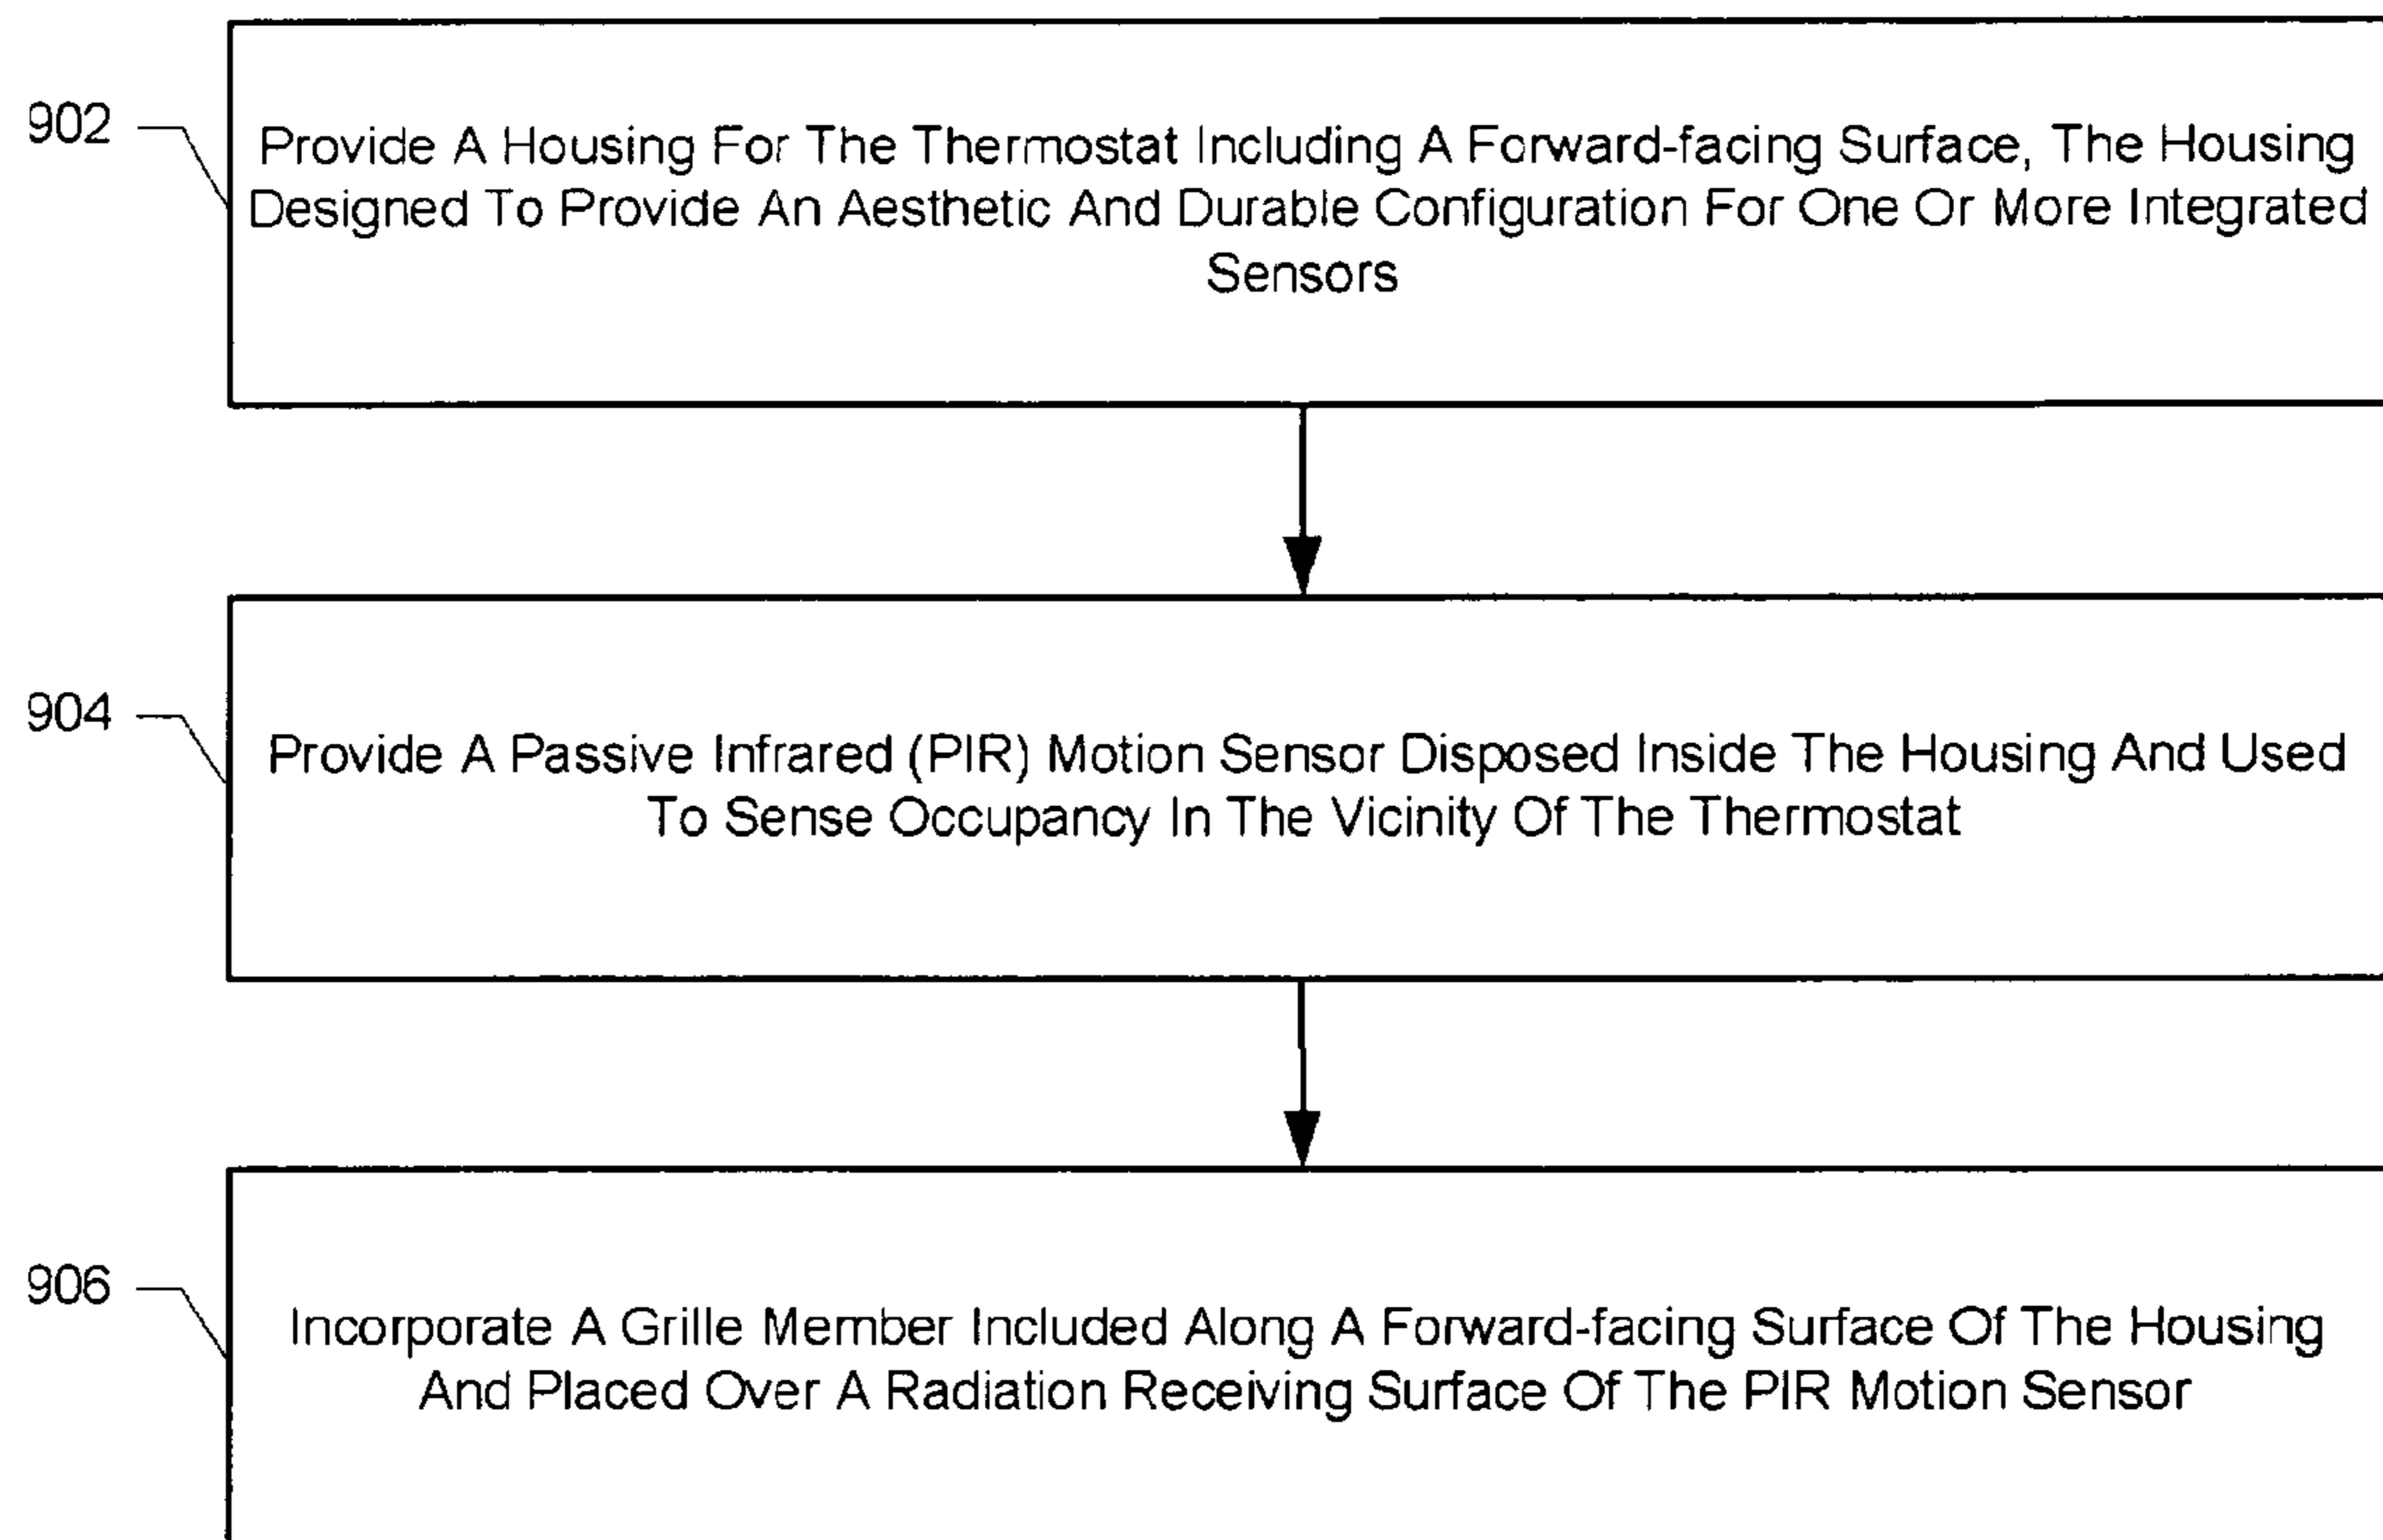 902
Provide A Housing For The Thermostat Including A Forward-facing Surface, The Housing
Designed To Provide An Aesthetic And Durable Configuration For One Or More Integrated
Sensors
904
Provide A Passive Infrared (PIR) Motion Sensor Disposed Inside The Housing And Used
To Sense Occupancy In The Vicinity Of The Thermostat
906
Incorporate A Grille Member Included Along A Forward-facing Surface Of The Housing
And Placed Over A Radiation Receiving Surface Of The PIR Motion Sensor